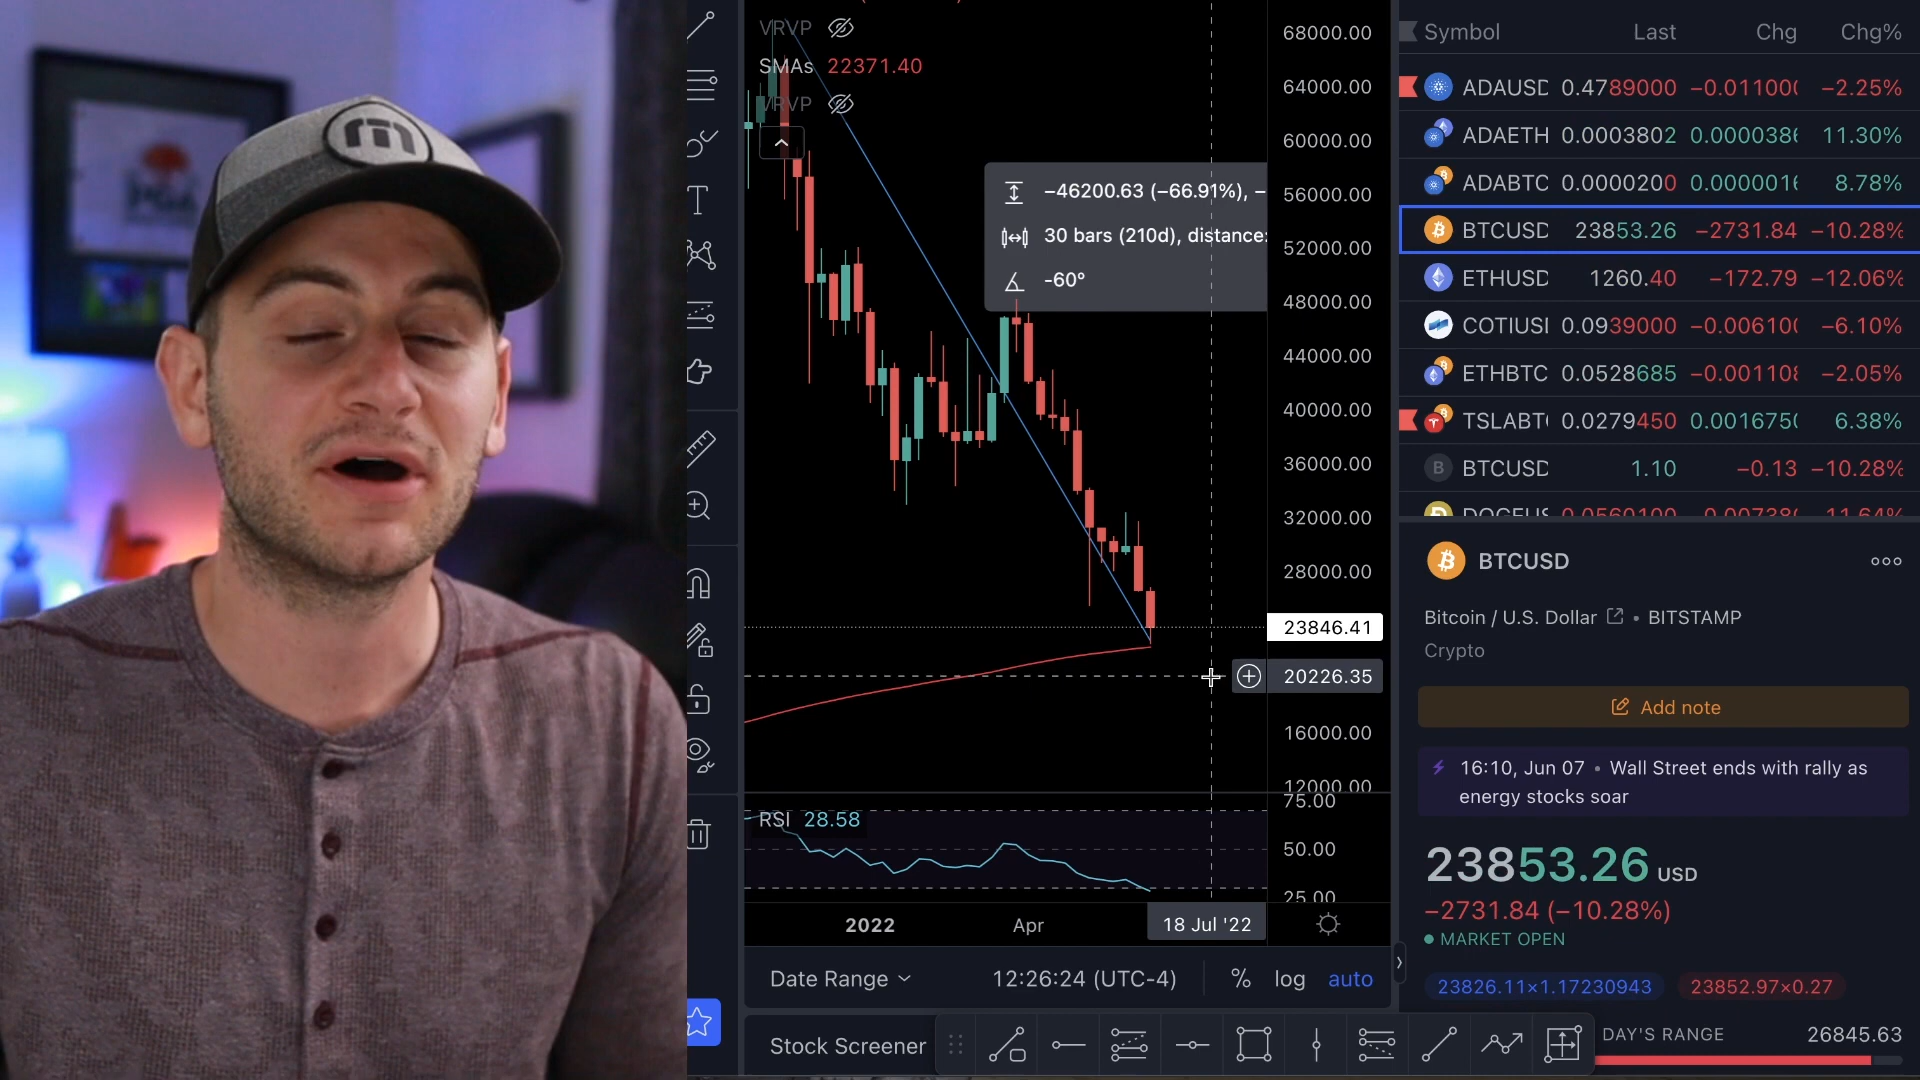 PGA
m
VRVP
SMAs 22371.40
VRVP
−46200.63 (−66.91%), −
30 bars (210d), distance:
-60°
68000.00
64000.00
60000.00
56000.00
52000.00
48000.00
44000.00
40000.00
36000.00
32000.00
28000.00
23846.41
20226.35
16000.00
12000.00
RSI 28.58
75.00
50.00
25.00
2022 Apr 18 Jul '22
Date Range 12:26:24 (UTC-4) % log auto
Stock Screener
Symbol Last Chg Chg%
ADAUSD 0.4789000 −0.01100( −2.25%
ADAETH 0.0003802 0.0000386 11.30%
ADABTC 0.0000200 0.0000016 8.78%
BTCUSD 23853.26 −2731.84 −10.28%
ETHUSD 1260.40 −172.79 −12.06%
COTIUSI 0.0939000 −0.00610( −6.10%
ETHBTC 0.0528685 −0.001108 −2.05%
TSLABT( 0.0279450 0.001675( 6.38%
B BTCUSD 1.10 −0.13 −10.28%
BTCUSD
Bitcoin / U.S. Dollar • BITSTAMP
Crypto
Add note
16:10, Jun 07 • Wall Street ends with rally as
energy stocks soar
23853.26 USD
−2731.84 (−10.28%)
MARKET OPEN
23826.11×1.17230943 23852.97×0.27
DAY'S RANGE 26845.63